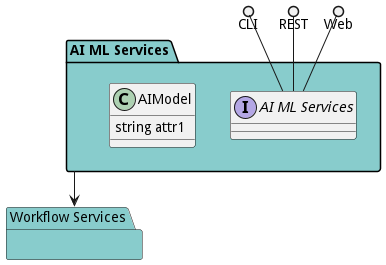 CLI REST Web
AI ML Services
C AIModel
string attr1
I AI ML Services
Workflow Services